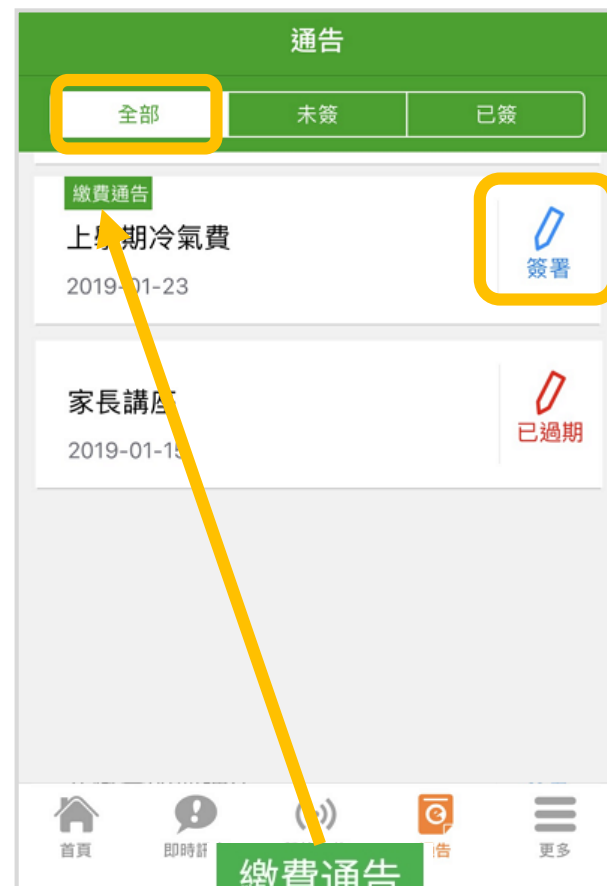 通告
全部 未簽 已簽
繳費通告
上學期冷氣費
簽署
2019-01-23
家長講座
已過期
2019-01-15
首頁 即時訊 告 更多
繳費通告